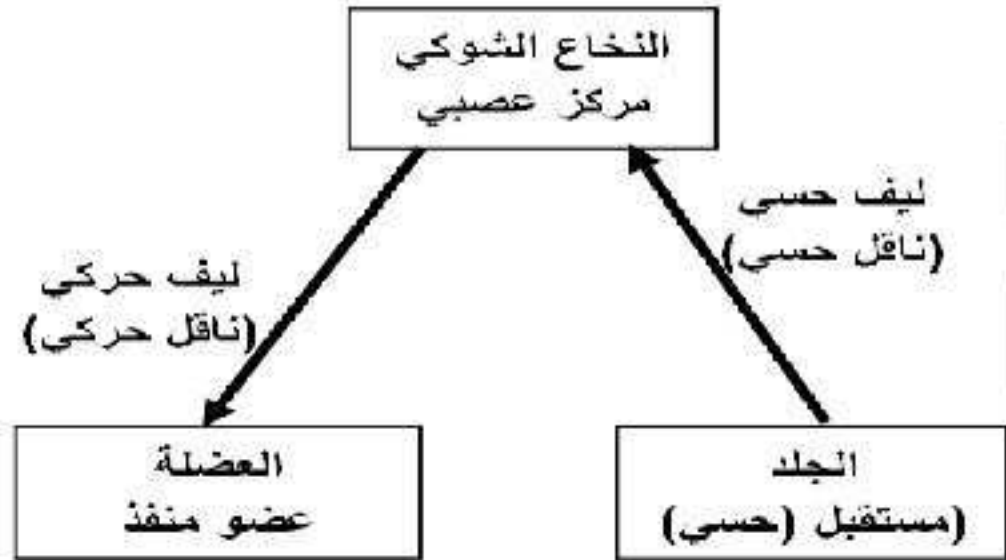 النخاع الشوكي
مركز عصبي
ليف حسي
(ناقل حسي)
ليف حركي
(ناقل حركي)
الجلد
(مستقبل (حسي
العضلة
عضو منفذ